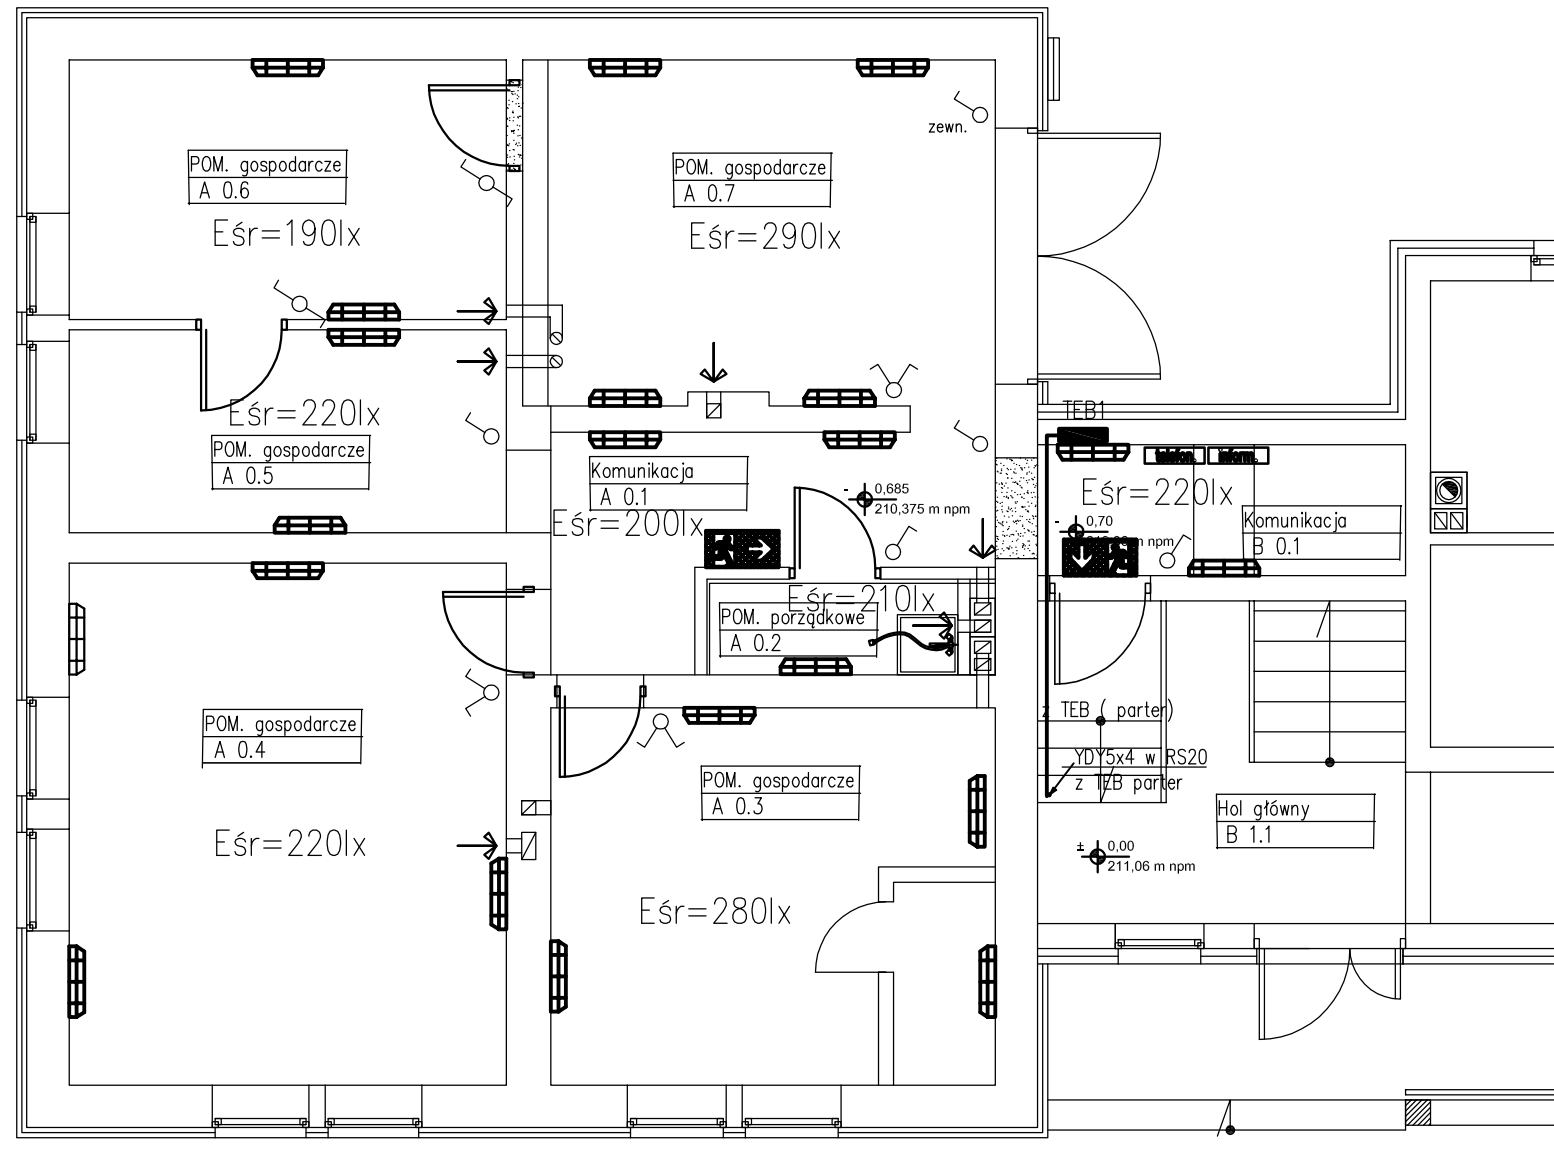 zewn.
POM. gospodarcze
A 0.6
Eśr=190lx
POM. gospodarcze
A 0.7
Eśr=290lx
Eśr=220lx
POM. gospodarcze
A 0.5
Komunikacja
A 0.1
Eśr=200lx
- 0,685
210,375 m npm
TEB1
telefon.
inform.
Eśr=220lx
- 0,70
m npm
Komunikacja
B 0.1
Eśr=210lx
POM. porządkowe
A 0.2
POM. gospodarcze
A 0.4
Eśr=220lx
POM. gospodarcze
A 0.3
Eśr=280lx
z TEB ( parter)
YDY5x4 w RS20
z TEB parter
Hol główny
B 1.1
± 0,00
211,06 m npm